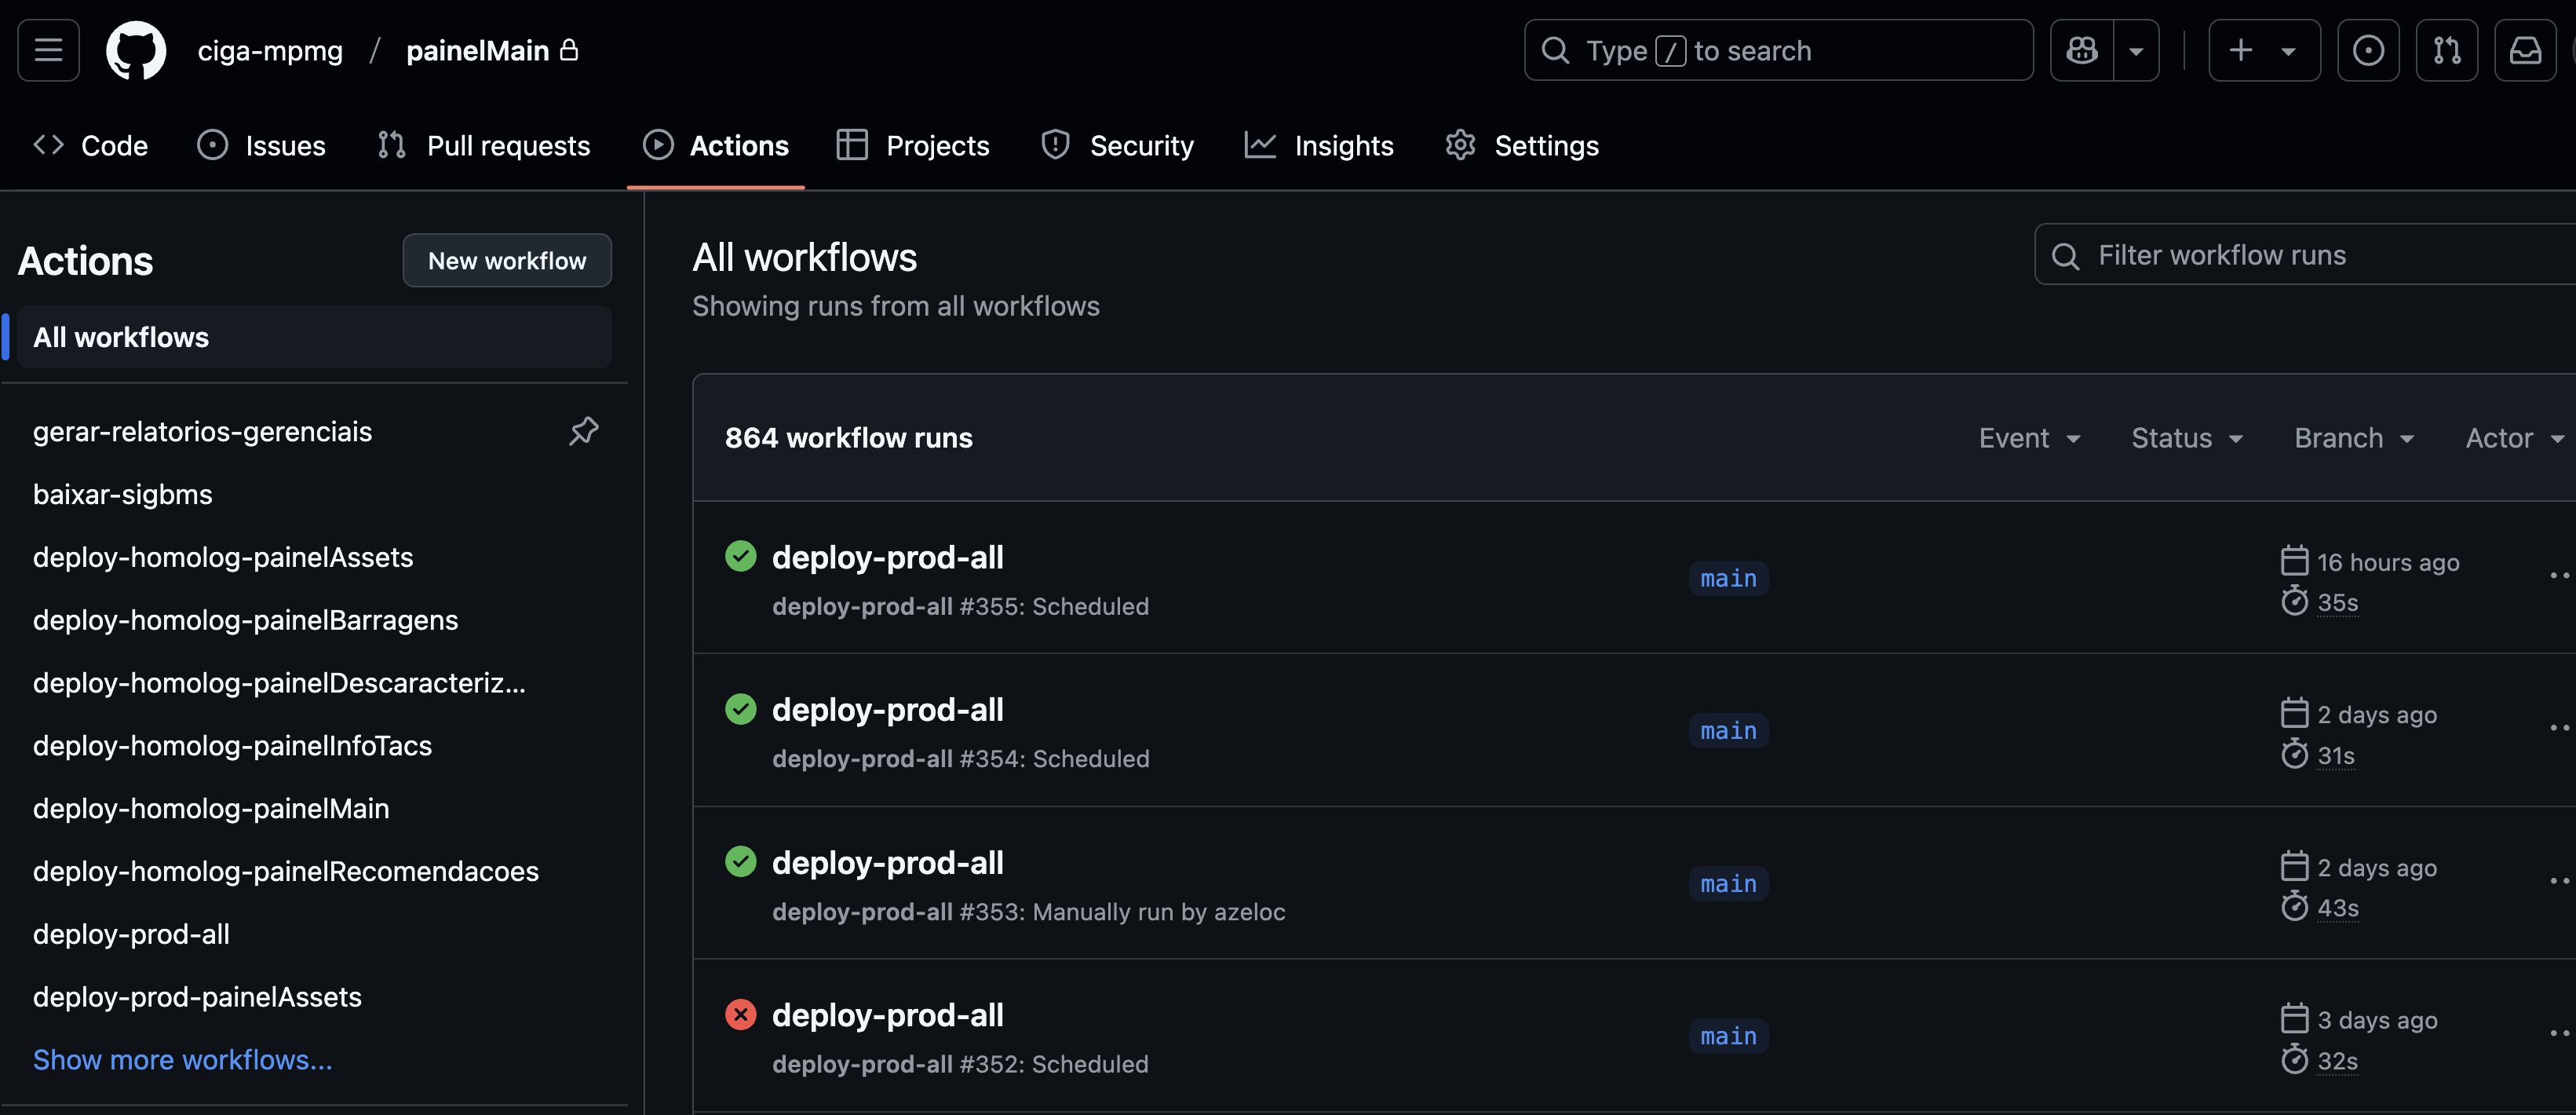 ciga-mpmg / painelMain
Type / to search
Code Issues Pull requests Actions Projects Security Insights Settings
Actions
New workflow
All workflows
gerar-relatorios-gerenciais
baixar-sigbms
deploy-homolog-painelAssets
deploy-homolog-painelBarragens
deploy-homolog-painelDescaracteriz...
deploy-homolog-painelInfoTacs
deploy-homolog-painelMain
deploy-homolog-painelRecomendacoes
deploy-prod-all
deploy-prod-painelAssets
Show more workflows...
All workflows
Showing runs from all workflows
Filter workflow runs
864 workflow runs
Event Status Branch Actor
deploy-prod-all
deploy-prod-all #355: Scheduled
main
16 hours ago
35s
deploy-prod-all
deploy-prod-all #354: Scheduled
main
2 days ago
31s
deploy-prod-all
deploy-prod-all #353: Manually run by azeloc
main
2 days ago
43s
deploy-prod-all
deploy-prod-all #352: Scheduled
main
3 days ago
32s